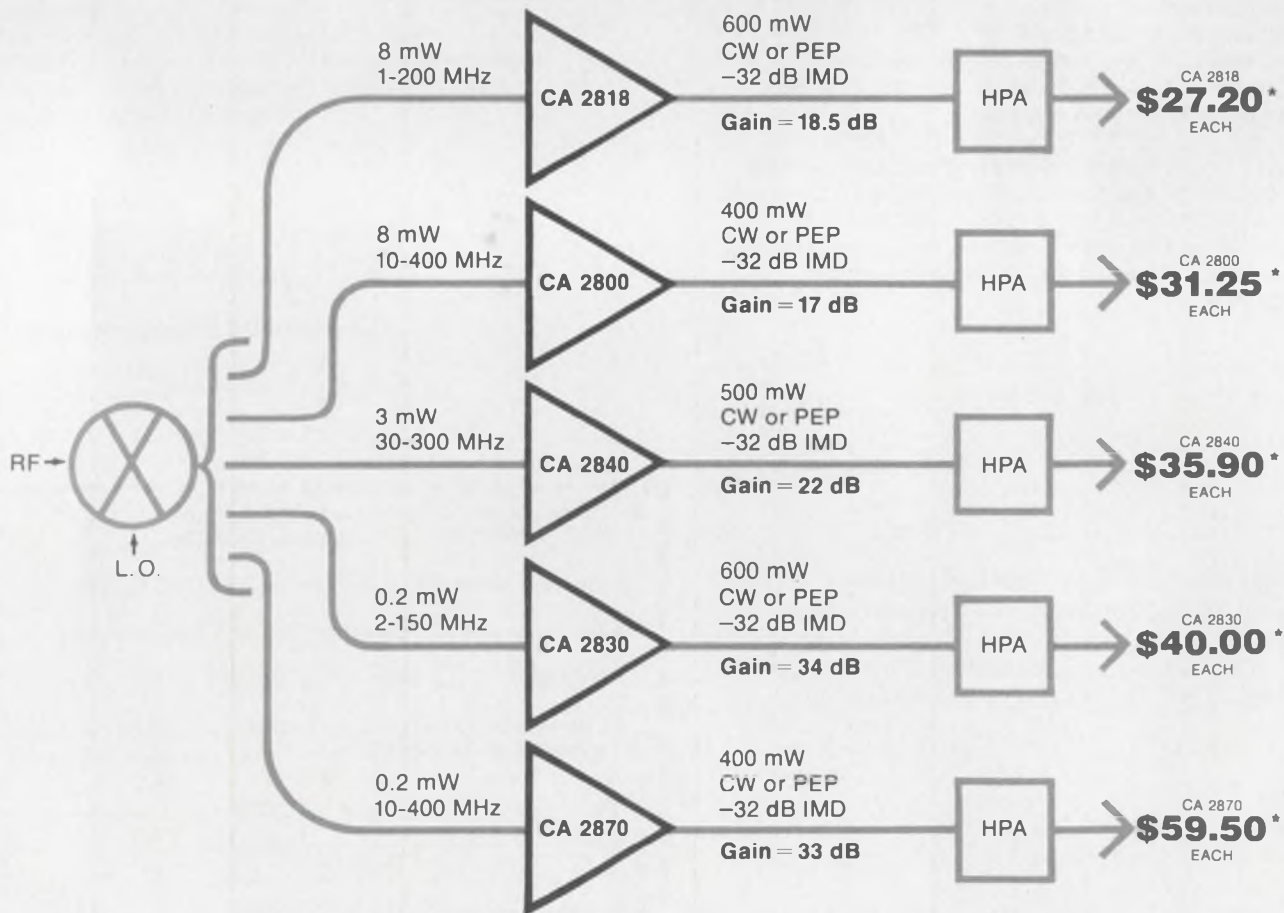 8 mW
1-200 MHz
CA 2818
600 mW
CW or PEP
–32 dB IMD
Gain = 18.5 dB
HPA
CA 2818
$27.20*
EACH
8 mW
10-400 MHz
CA 2800
400 mW
CW or PEP
–32 dB IMD
Gain = 17 dB
HPA
CA 2800
$31.25*
EACH
RF
L.O.
3 mW
30-300 MHz
CA 2840
500 mW
CW or PEP
–32 dB IMD
Gain = 22 dB
HPA
CA 2840
$35.90*
EACH
0.2 mW
2-150 MHz
CA 2830
600 mW
CW or PEP
–32 dB IMD
Gain = 34 dB
HPA
CA 2830
$40.00*
EACH
0.2 mW
10-400 MHz
CA 2870
400 mW
CW or PEP
–32 dB IMD
Gain = 33 dB
HPA
CA 2870
$59.50*
EACH